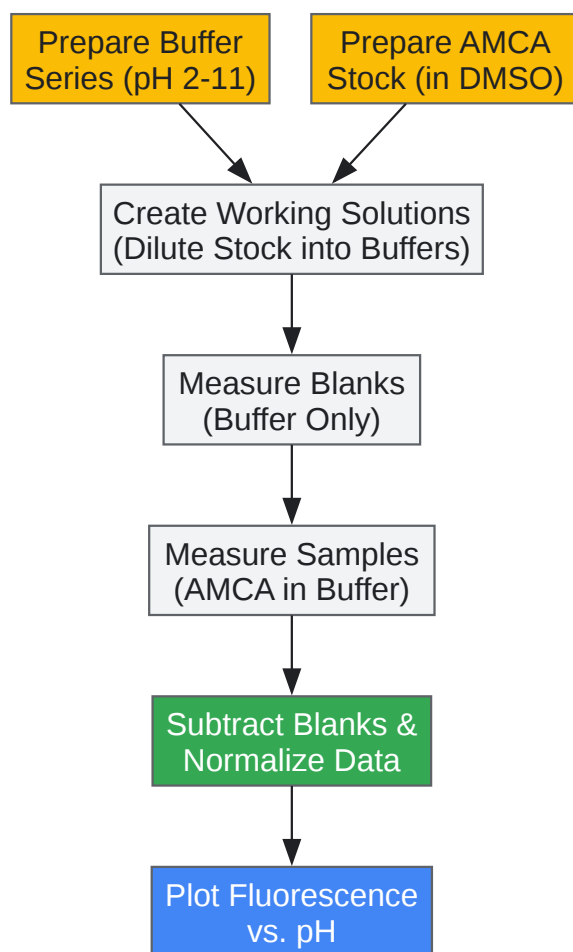 Prepare Buffer
Series (pH 2-11)
Prepare AMCA
Stock (in DMSO)
Create Working Solutions
(Dilute Stock into Buffers)
Measure Blanks
(Buffer Only)
Measure Samples
(AMCA in Buffer)
Subtract Blanks &
Normalize Data
Plot Fluorescence
vs. pH